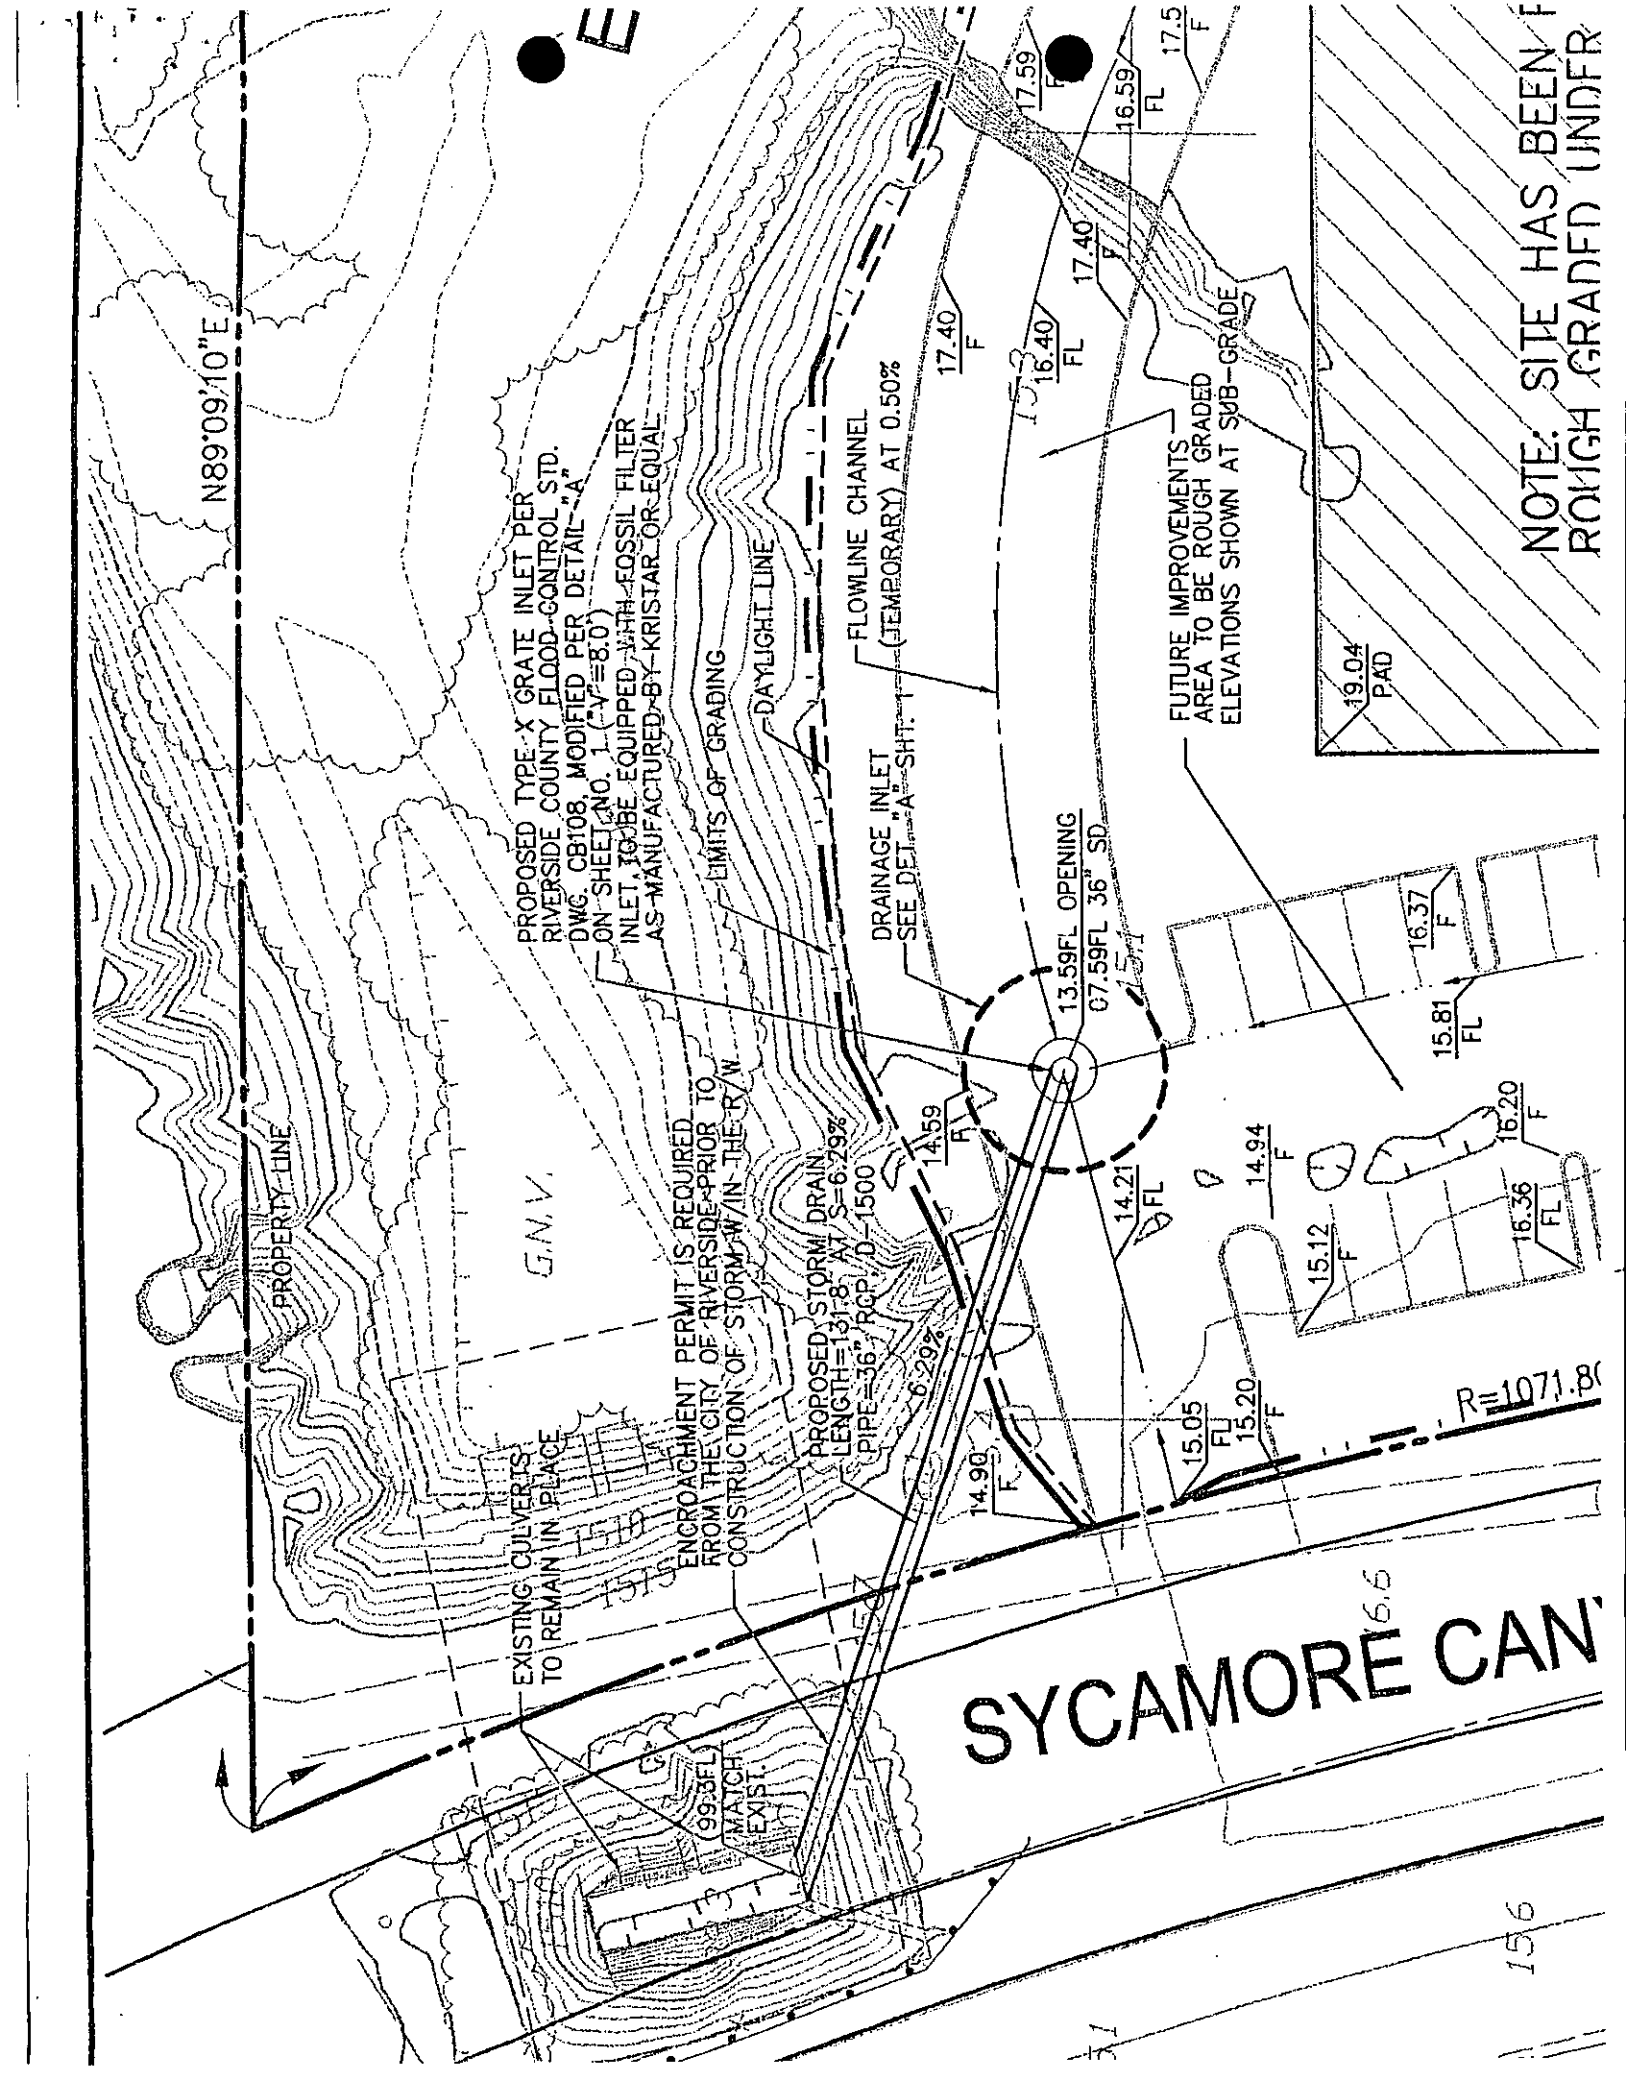 N89°09'10"E
PROPERTY LINE
G.N.V.
EXISTING CULVERTS
TO REMAIN IN PLACE
1510
1515
PROPOSED TYPE X GRATE INLET PER
RIVERSIDE COUNTY FLOOD CONTROL STD.
DWG. CB108, MODIFIED PER DETAIL "A"
ON SHEET NO. 1 ("V"=8.0')
INLET TO BE EQUIPPED WITH FOSSIL FILTER
AS MANUFACTURED BY KRISTAR OR EQUAL
ENCROACHMENT PERMIT IS REQUIRED
FROM THE CITY OF RIVERSIDE PRIOR TO
CONSTRUCTION OF STORM W/IN THE R/W
LIMITS OF GRADING
DAYLIGHT LINE
PROPOSED STORM DRAIN
LENGTH=131.8' AT S=6.29%
PIPE=36" RCP, D-1500
6.29%
99.3FL
MATCH
EXIST.
FLOWLINE CHANNEL
(TEMPORARY) AT 0.50%
DRAINAGE INLET
SEE DET. "A" SHT. 1
17.59
F
16.59
FL
17.5
F
17.40
F
16.40
FL
17.40
F
1513
14.59
F
14.90
F
13.59FL OPENING
07.59FL 36" SD
15.1
14.21
FL
15.05
FL
15.20
F
FUTURE IMPROVEMENTS
AREA TO BE ROUGH GRADED
ELEVATIONS SHOWN AT SUB-GRADE
14.94
F
15.12
F
16.37
F
15.81
FL
16.20
F
16.36
FL
19.04
PAD
R=1071.8
16.6
SYCAMORE CAN
156
NOTE: SITE HAS BEEN
ROUGH GRADED UNDER